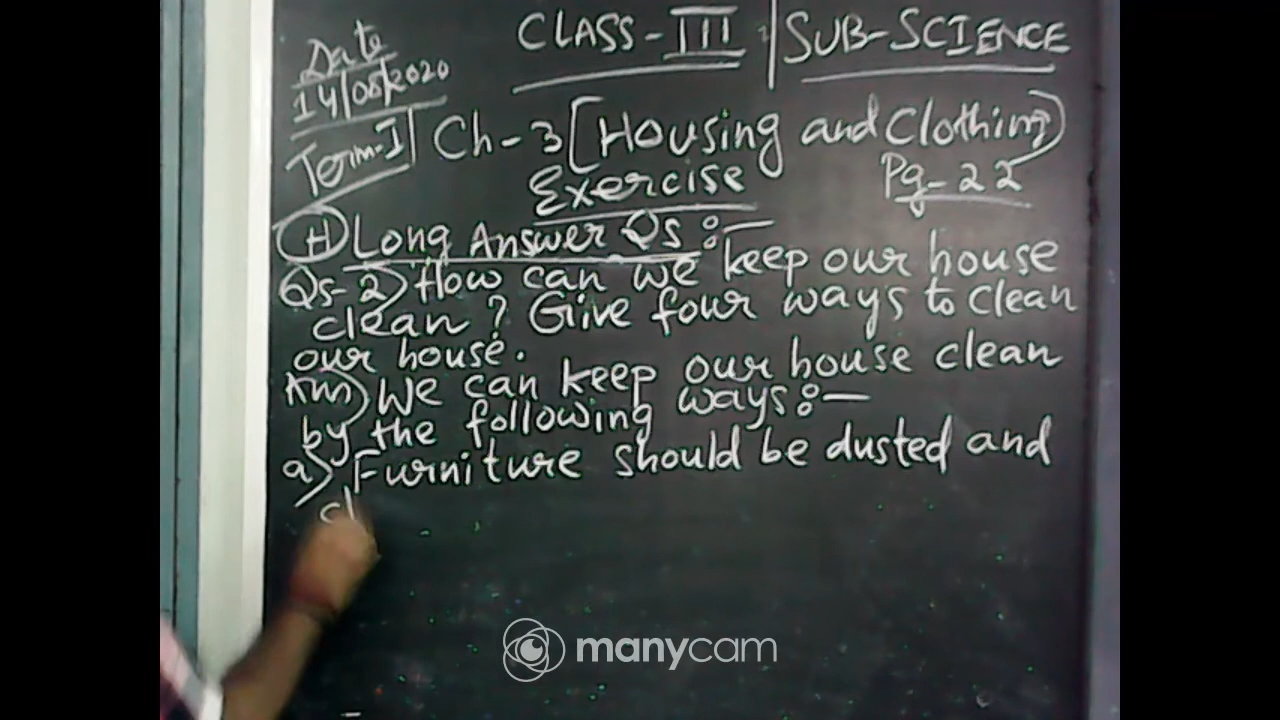 CLASS-III | SUB-SCIENCE
Date
14/05/2020
Term-I] Ch-3 [Housing and Clothing]
Exercise Pg-22
(H) Long Answer Qs:-
Qs-2) How can we keep our house
clean? Give four ways to clean
our house.
Ans) We can keep our house clean
by the following ways:-
a) Furniture should be dusted and
cl
manycam